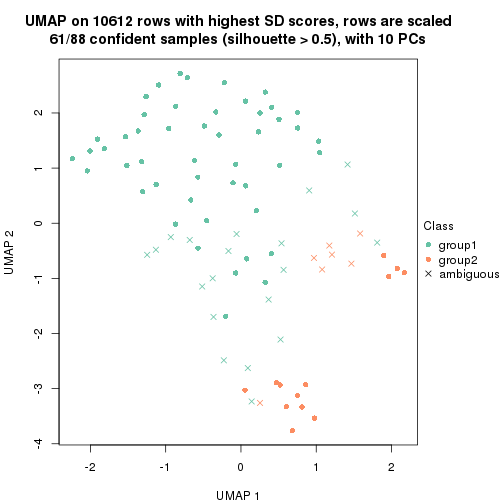 UMAP on 10612 rows with highest SD scores, rows are scaled
61/88 confident samples (silhouette > 0.5), with 10 PCs
2
1
0
-1
-2
-3
-4
UMAP 2
-2
-1
0
1
2
UMAP 1
Class
group1
group2
ambiguous